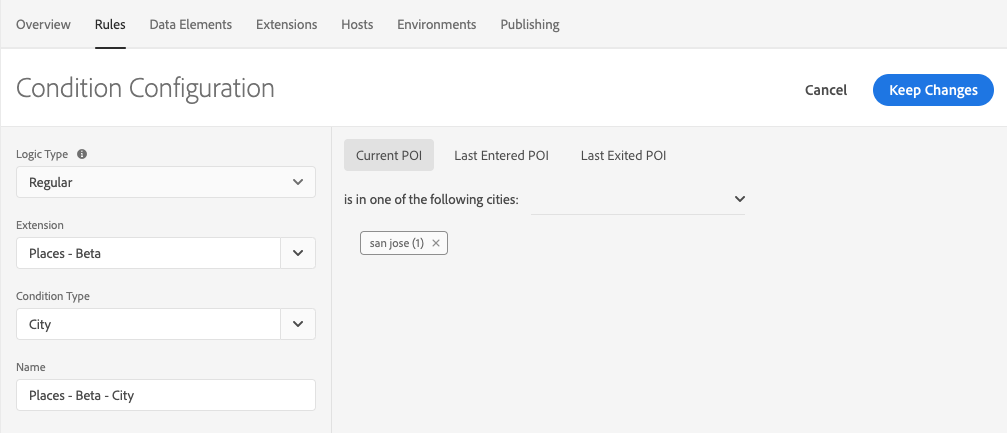 Overview Rules Data Elements Extensions Hosts Environments Publishing
Condition Configuration
Cancel Keep Changes
Logic Type
Regular
Extension
Places - Beta
Condition Type
City
Name
Places - Beta - City
Current POI Last Entered POI Last Exited POI
is in one of the following cities:
san jose (1) ×